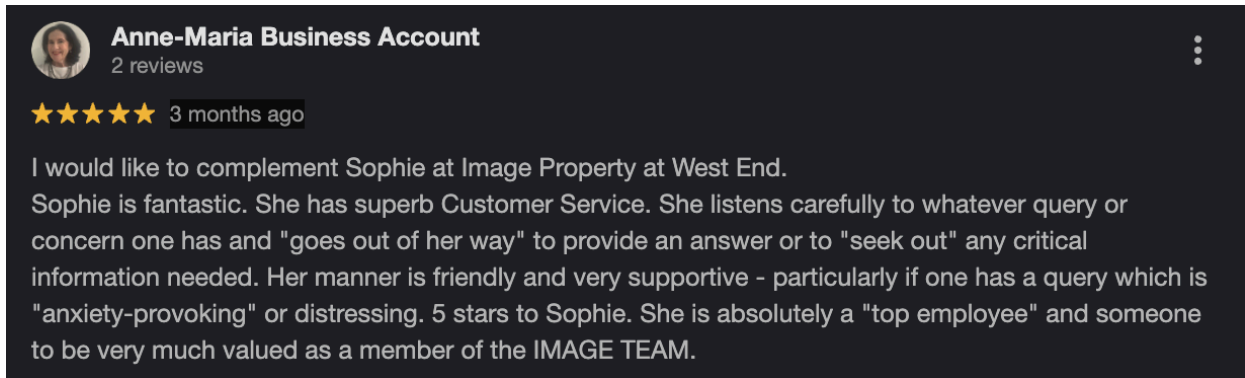 Anne-Maria Business Account
2 reviews
3 months ago
I would like to complement Sophie at Image Property at West End.
Sophie is fantastic. She has superb Customer Service. She listens carefully to whatever query or
concern one has and "goes out of her way" to provide an answer or to "seek out" any critical
information needed. Her manner is friendly and very supportive - particularly if one has a query which is
"anxiety-provoking" or distressing. 5 stars to Sophie. She is absolutely a "top employee" and someone
to be very much valued as a member of the IMAGE TEAM.